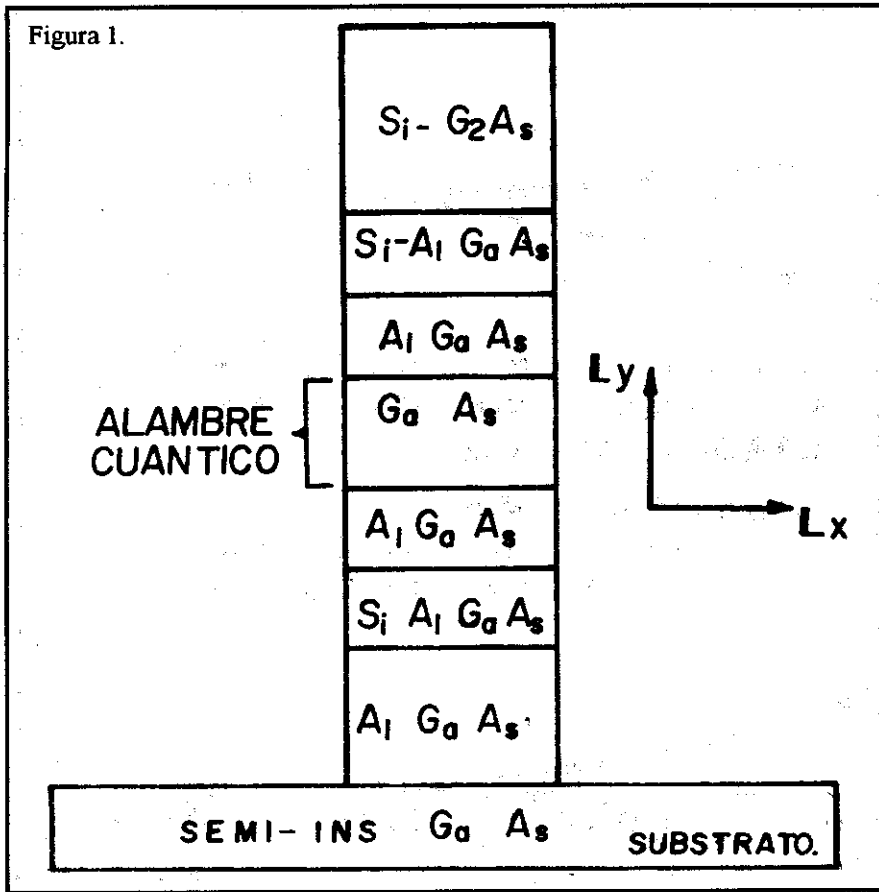 Figura 1.
Si- G2As
Si-Al Ga As
Al Ga As
Ga As
ALAMBRE
CUANTICO
Ly
Lx
Al Ga As
Si Al Ga As
Al Ga As
SEMI-INS Ga As SUBSTRATO.